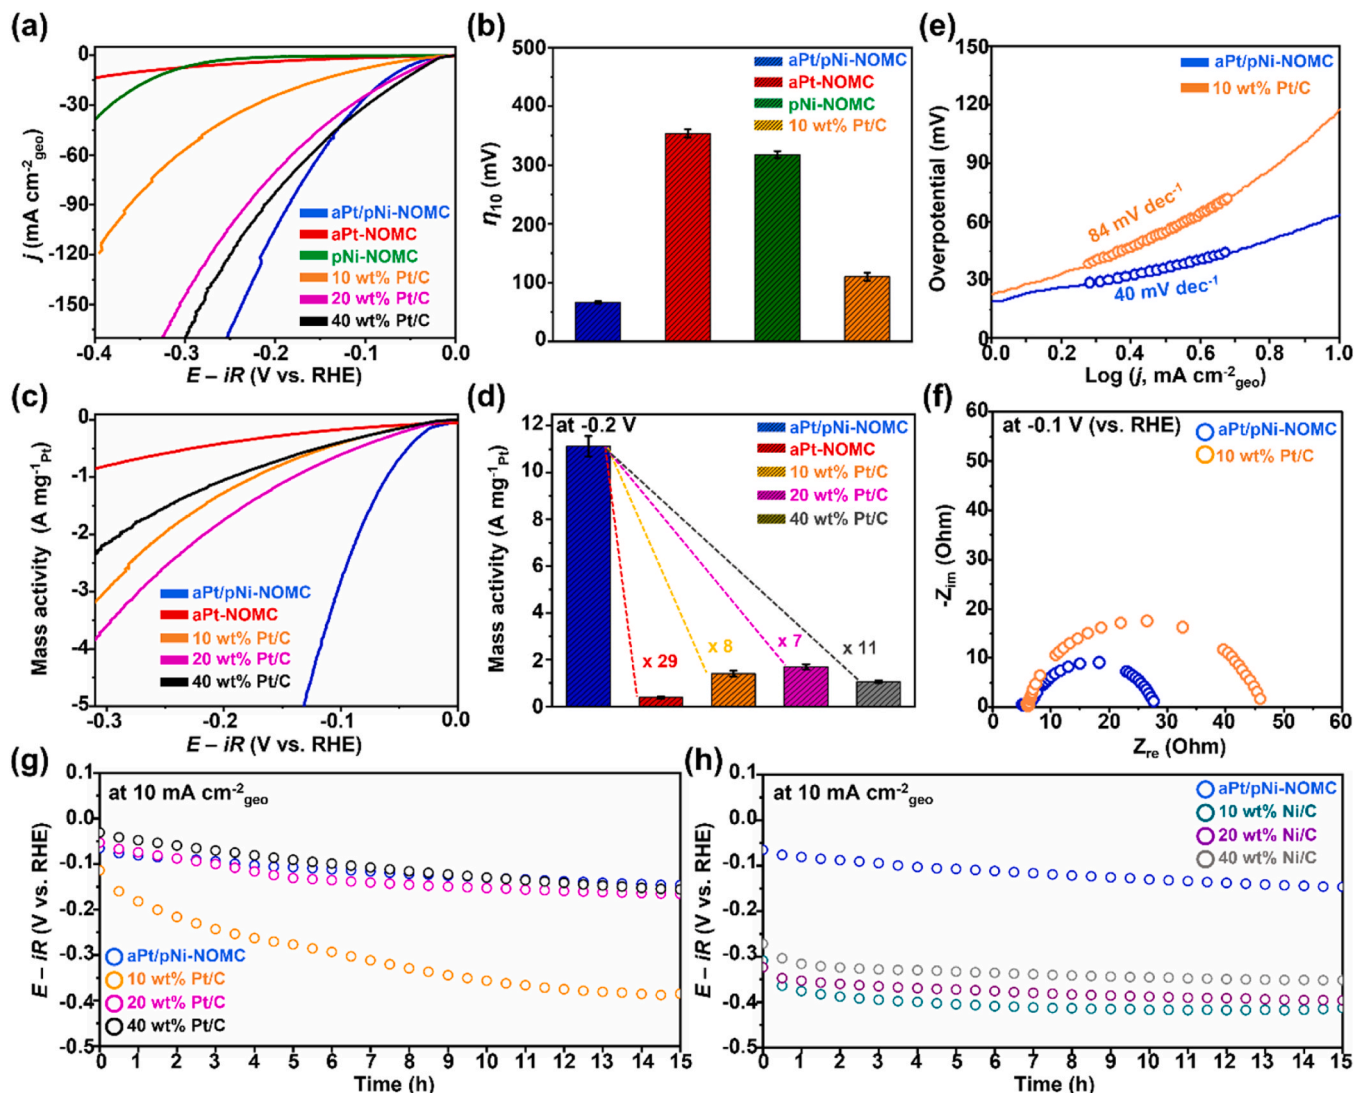 (a)
0
-30
-60
-90
-120
-150
j (mA cm-2geo)
aPt/pNi-NOMC
aPt-NOMC
pNi-NOMC
10 wt% Pt/C
20 wt% Pt/C
40 wt% Pt/C
-0.4 -0.3 -0.2 -0.1 0.0
E – iR (V vs. RHE)
(b)
500
400
300
200
100
0
η10 (mV)
aPt/pNi-NOMC
aPt-NOMC
pNi-NOMC
10 wt% Pt/C
(e)
150
120
90
60
30
0
Overpotential (mV)
aPt/pNi-NOMC
10 wt% Pt/C
84 mV dec-1
40 mV dec-1
0.0 0.2 0.4 0.6 0.8 1.0
Log (j, mA cm-2geo)
(c)
0
-1
-2
-3
-4
-5
Mass activity (A mg-1Pt)
aPt/pNi-NOMC
aPt-NOMC
10 wt% Pt/C
20 wt% Pt/C
40 wt% Pt/C
-0.3 -0.2 -0.1 0.0
E – iR (V vs. RHE)
(d)
12
10
8
6
4
2
0
Mass activity (A mg-1Pt)
at -0.2 V
aPt/pNi-NOMC
aPt-NOMC
10 wt% Pt/C
20 wt% Pt/C
40 wt% Pt/C
x 29
x 8
x 7
x 11
(f)
60
50
40
30
20
10
0
-Zim (Ohm)
at -0.1 V (vs. RHE)
aPt/pNi-NOMC
10 wt% Pt/C
0 10 20 30 40 50 60
Zre (Ohm)
(g)
0.1
0.0
-0.1
-0.2
-0.3
-0.4
-0.5
E – iR (V vs. RHE)
at 10 mA cm-2geo
aPt/pNi-NOMC
10 wt% Pt/C
20 wt% Pt/C
40 wt% Pt/C
0 1 2 3 4 5 6 7 8 9 10 11 12 13 14 15
Time (h)
(h)
0.1
0.0
-0.1
-0.2
-0.3
-0.4
-0.5
E – iR (V vs. RHE)
at 10 mA cm-2geo
aPt/pNi-NOMC
10 wt% Ni/C
20 wt% Ni/C
40 wt% Ni/C
0 1 2 3 4 5 6 7 8 9 10 11 12 13 14 15
Time (h)